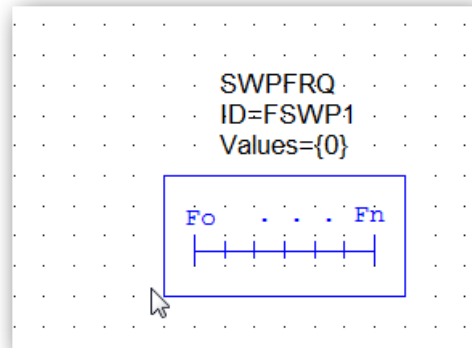 SWPFRQ
ID=FSWP1
Values={0}
Fo . . . Fn